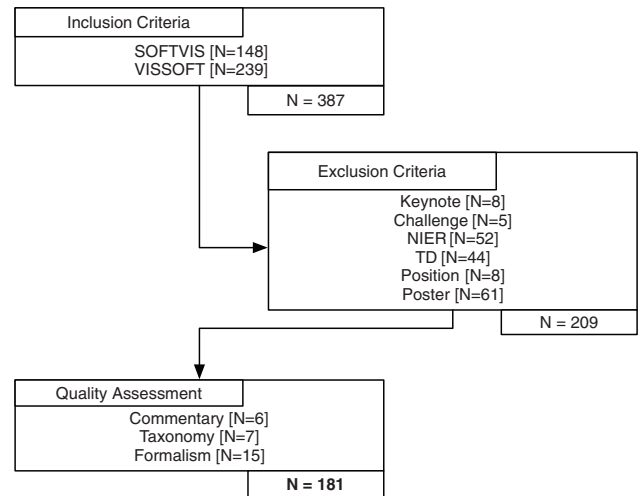 Inclusion Criteria
SOFTVIS [N=148]
VISSOFT [N=239]
N = 387
Exclusion Criteria
Keynote [N=8]
Challenge [N=5]
NIER [N=52]
TD [N=44]
Position [N=8]
Poster [N=61]
N = 209
Quality Assessment
Commentary [N=6]
Taxonomy [N=7]
Formalism [N=15]
N = 181